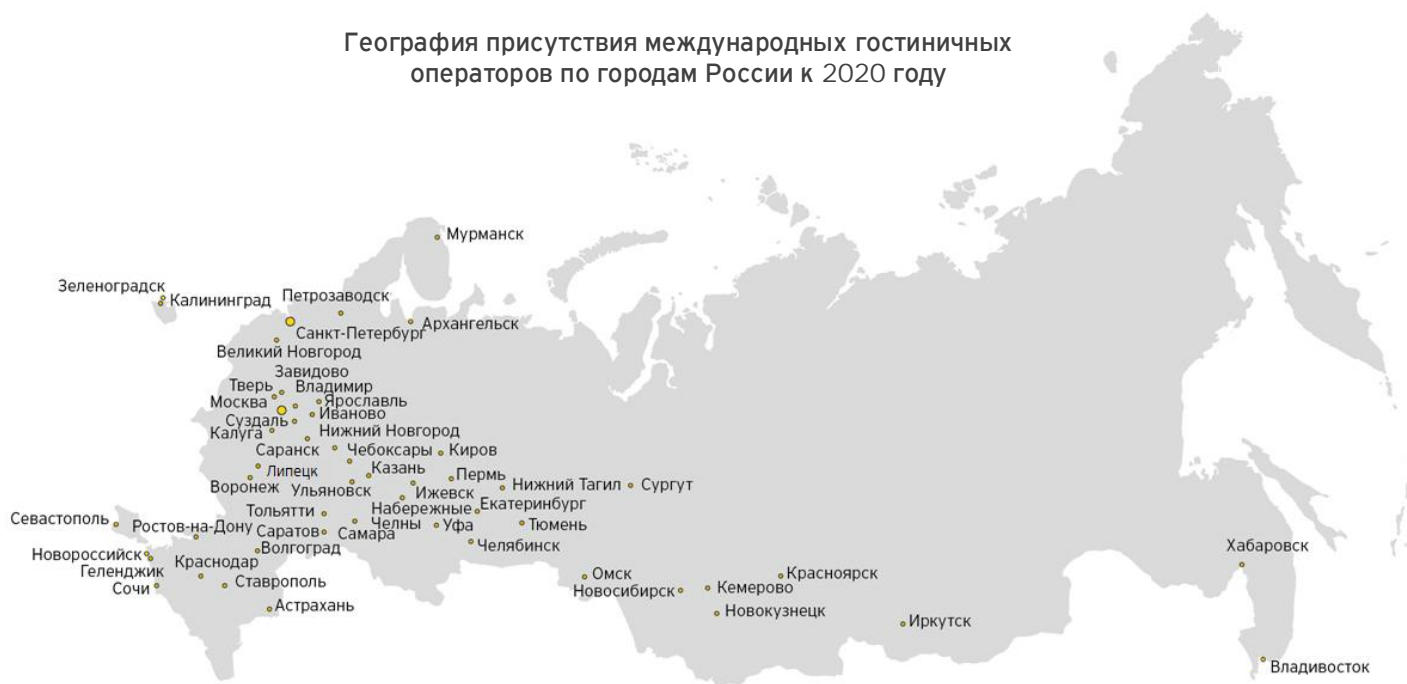 География присутствия международных гостиничных
операторов по городам России к 2020 году
Мурманск
Зеленоградск
Калининград
Петрозаводск
Архангельск
Санкт-Петербург
Великий Новгород
Завидово
Тверь
Владимир
Москва
Ярославль
Суздаль
Иваново
Калуга
Нижний Новгород
Саранск
Чебоксары
Киров
Липецк
Казань
Пермь
Воронеж
Ульяновск
Ижевск
Нижний Тагил
Сургут
Набережные
Челны
Екатеринбург
Тольятти
Севастополь
Ростов-на-Дону
Саратов
Самара
Уфа
Тюмень
Новороссийск
Волгоград
Челябинск
Хабаровск
Геленджик
Краснодар
Сочи
Ставрополь
Омск
Новосибирск
Кемерово
Красноярск
Астрахань
Новокузнецк
Иркутск
Владивосток